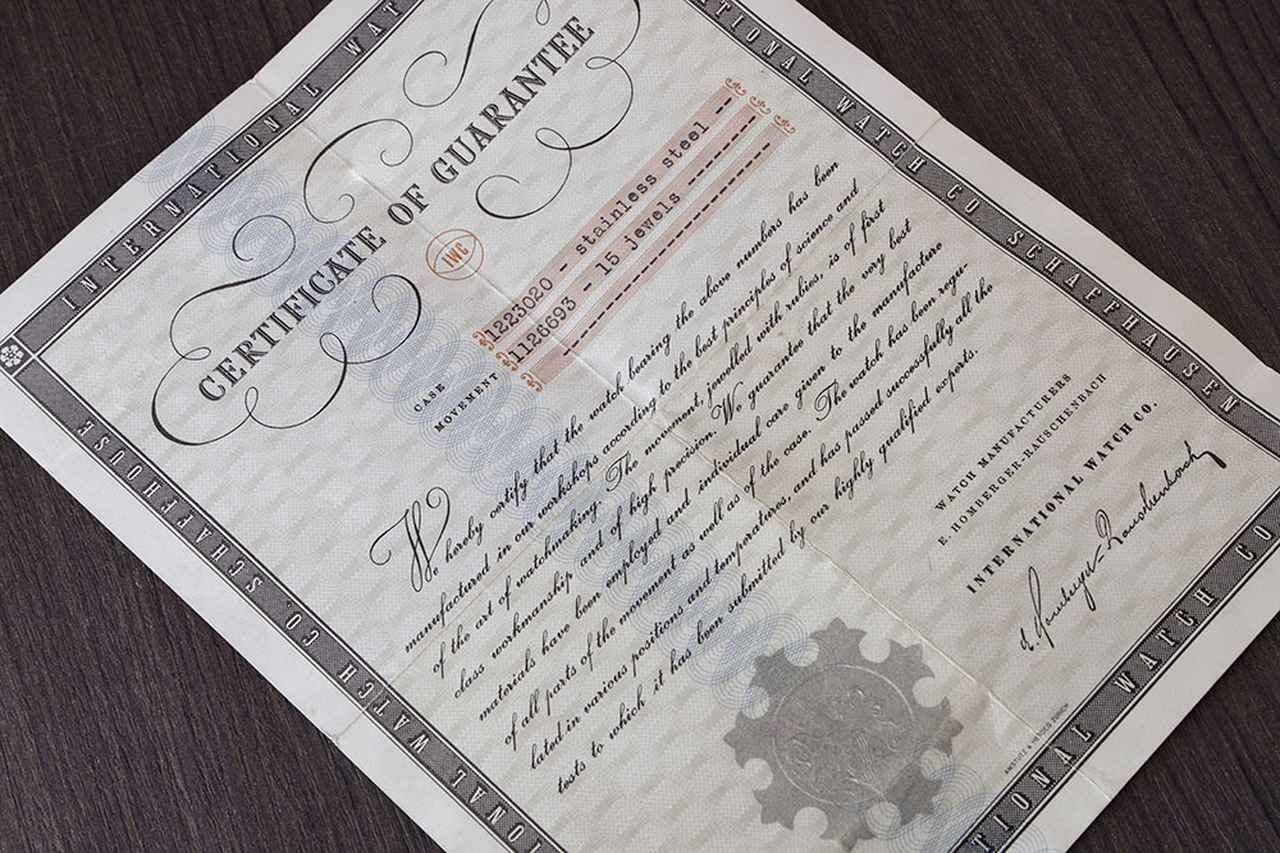 INTERNATIONAL WAT
TIONAL WATCH CO SCHAFFHAUSEN
CERTIFICATE OF GUARANTEE
IWC
CASE 1223020 - stainless steel --
MOVEMENT 1126693 - 15 jewels -------
--------------------
We hereby certify that the watch bearing the above numbers has been
manufactured in our workshops according to the best principles of science and
of the art of watchmaking. The movement, jewelled with rubies, is of first
class workmanship and of high precision. We guarantee that the very best
materials have been employed and individual care given to the manufacture
of all parts of the movement as well as of the case. The watch has been regu-
lated in various positions and temperatures, and has passed successfully all the
tests to which it has been submitted by our highly qualified experts.
WATCH MANUFACTURERS
E. HOMBERGER-RAUSCHENBACH
INTERNATIONAL WATCH CO.
E. Homberger-Rauschenbach
IONAL WATCH CO. SCHAFFHOUSE
TIONAL WATCH CO